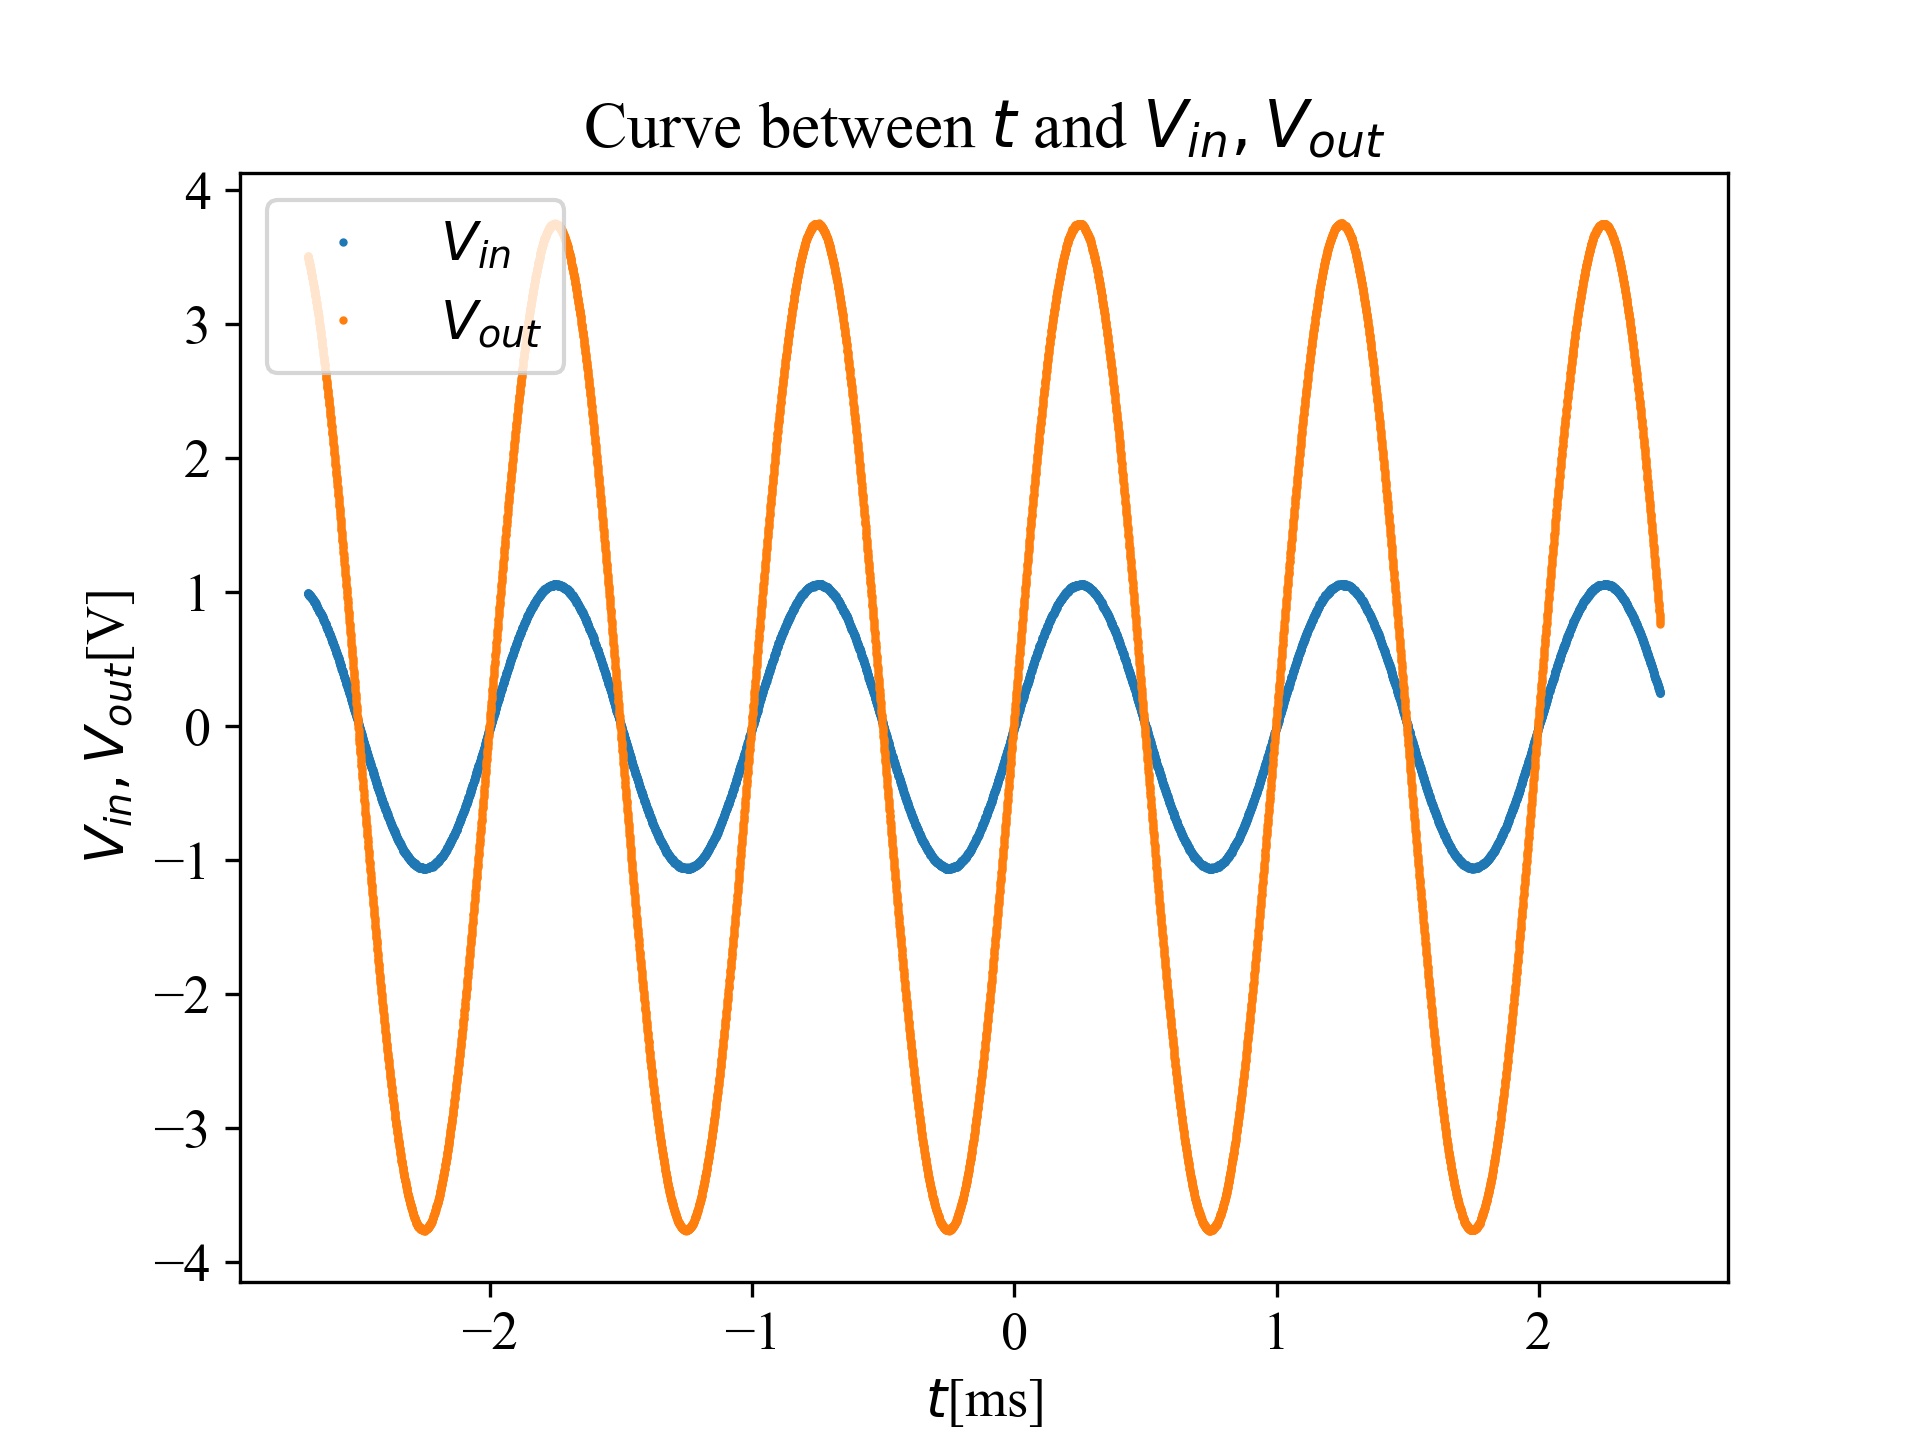 Curve between t and V_in, V_out
V_in
V_out
4
3
2
1
0
−1
−2
−3
−4
V_in, V_out[V]
−2 −1 0 1 2
t[ms]